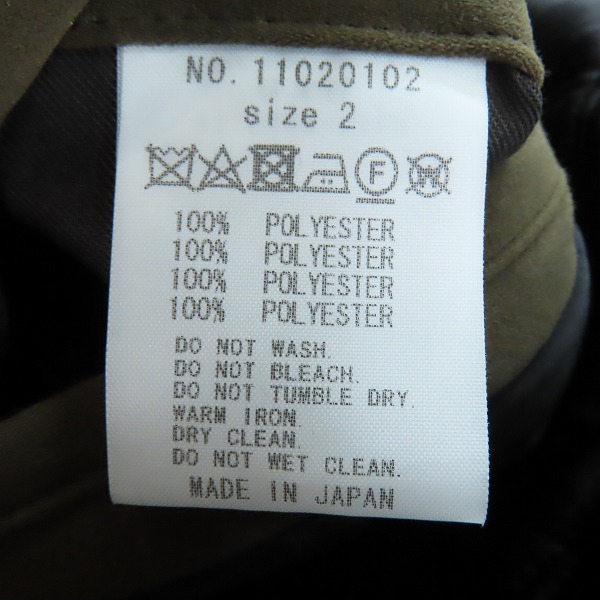 NO. 11020102
size 2
F W
100% POLYESTER
100% POLYESTER
100% POLYESTER
100% POLYESTER
DO NOT WASH.
DO NOT BLEACH.
DO NOT TUMBLE DRY.
WARM IRON.
DRY CLEAN.
DO NOT WET CLEAN.
MADE IN JAPAN